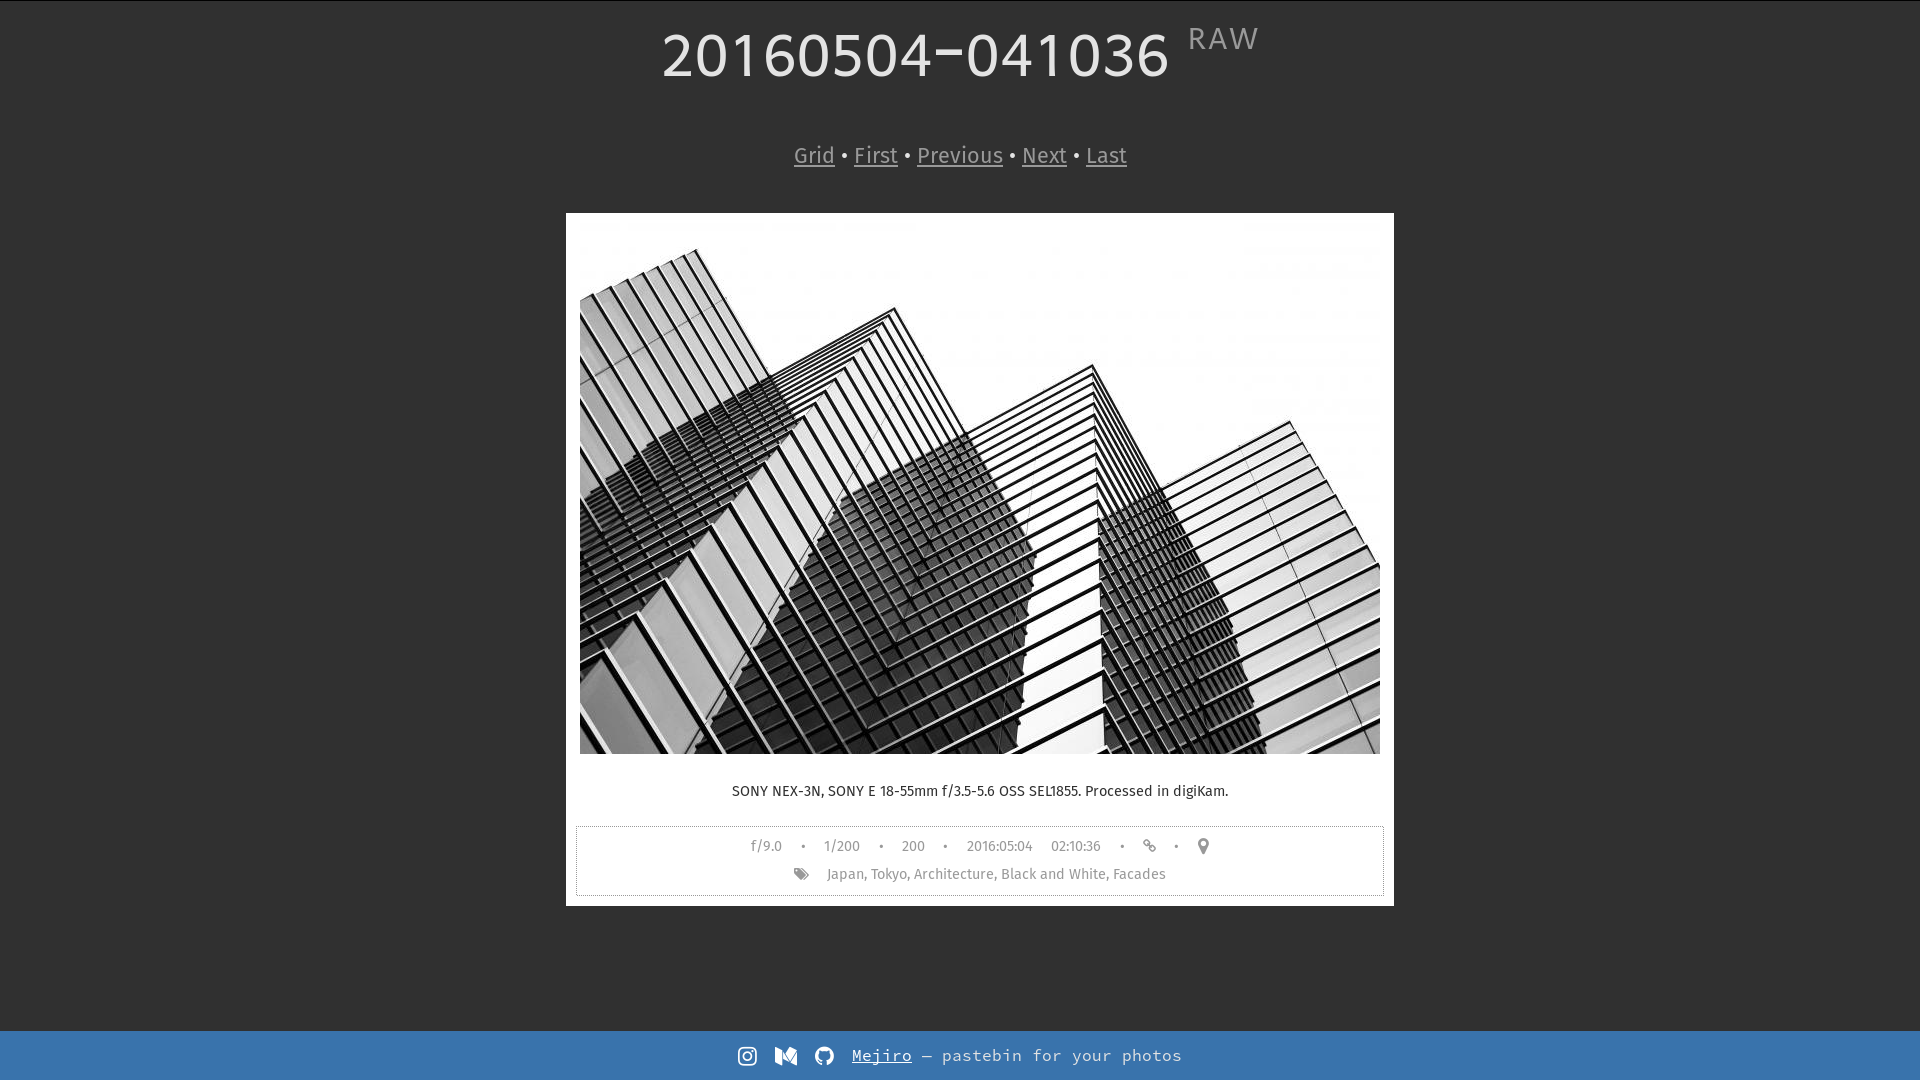 20160504-041036 RAW
Grid • First • Previous • Next • Last
SONY NEX-3N, SONY E 18-55mm f/3.5-5.6 OSS SEL1855. Processed in digiKam.
f/9.0 • 1/200 • 200 • 2016:05:04 02:10:36 • •
Japan, Tokyo, Architecture, Black and White, Facades
Mejiro — pastebin for your photos